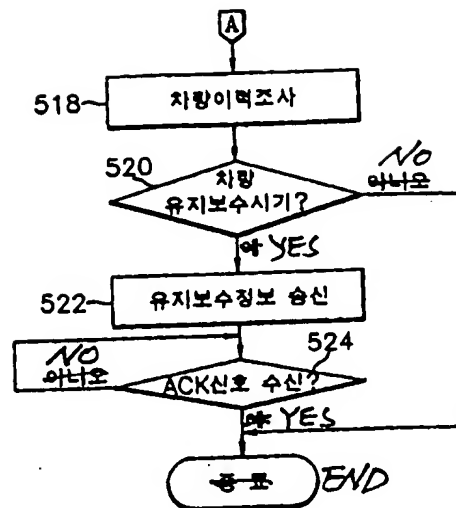 A
518
차량이력조사
520
차량
유지보수시기?
NO
아니오
예 YES
522
유지보수정보 송신
NO
아니오
524
ACK신호 수신?
예 YES
종료 END